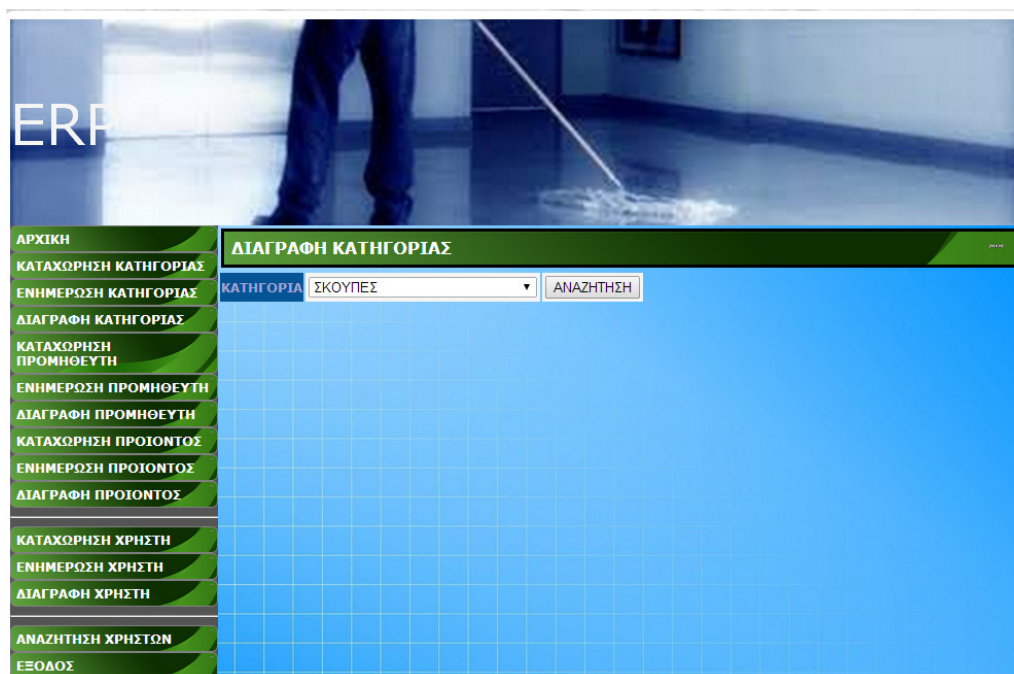 ERP
ΑΡΧΙΚΗ
ΚΑΤΑΧΩΡΗΣΗ ΚΑΤΗΓΟΡΙΑΣ
ΕΝΗΜΕΡΩΣΗ ΚΑΤΗΓΟΡΙΑΣ
ΔΙΑΓΡΑΦΗ ΚΑΤΗΓΟΡΙΑΣ
ΚΑΤΑΧΩΡΗΣΗ
ΠΡΟΜΗΘΕΥΤΗ
ΕΝΗΜΕΡΩΣΗ ΠΡΟΜΗΘΕΥΤΗ
ΔΙΑΓΡΑΦΗ ΠΡΟΜΗΘΕΥΤΗ
ΚΑΤΑΧΩΡΗΣΗ ΠΡΟΙΟΝΤΟΣ
ΕΝΗΜΕΡΩΣΗ ΠΡΟΙΟΝΤΟΣ
ΔΙΑΓΡΑΦΗ ΠΡΟΙΟΝΤΟΣ
ΚΑΤΑΧΩΡΗΣΗ ΧΡΗΣΤΗ
ΕΝΗΜΕΡΩΣΗ ΧΡΗΣΤΗ
ΔΙΑΓΡΑΦΗ ΧΡΗΣΤΗ
ΑΝΑΖΗΤΗΣΗ ΧΡΗΣΤΩΝ
ΕΞΟΔΟΣ
ΔΙΑΓΡΑΦΗ ΚΑΤΗΓΟΡΙΑΣ
ΚΑΤΗΓΟΡΙΑ ΣΚΟΥΠΕΣ ΑΝΑΖΗΤΗΣΗ